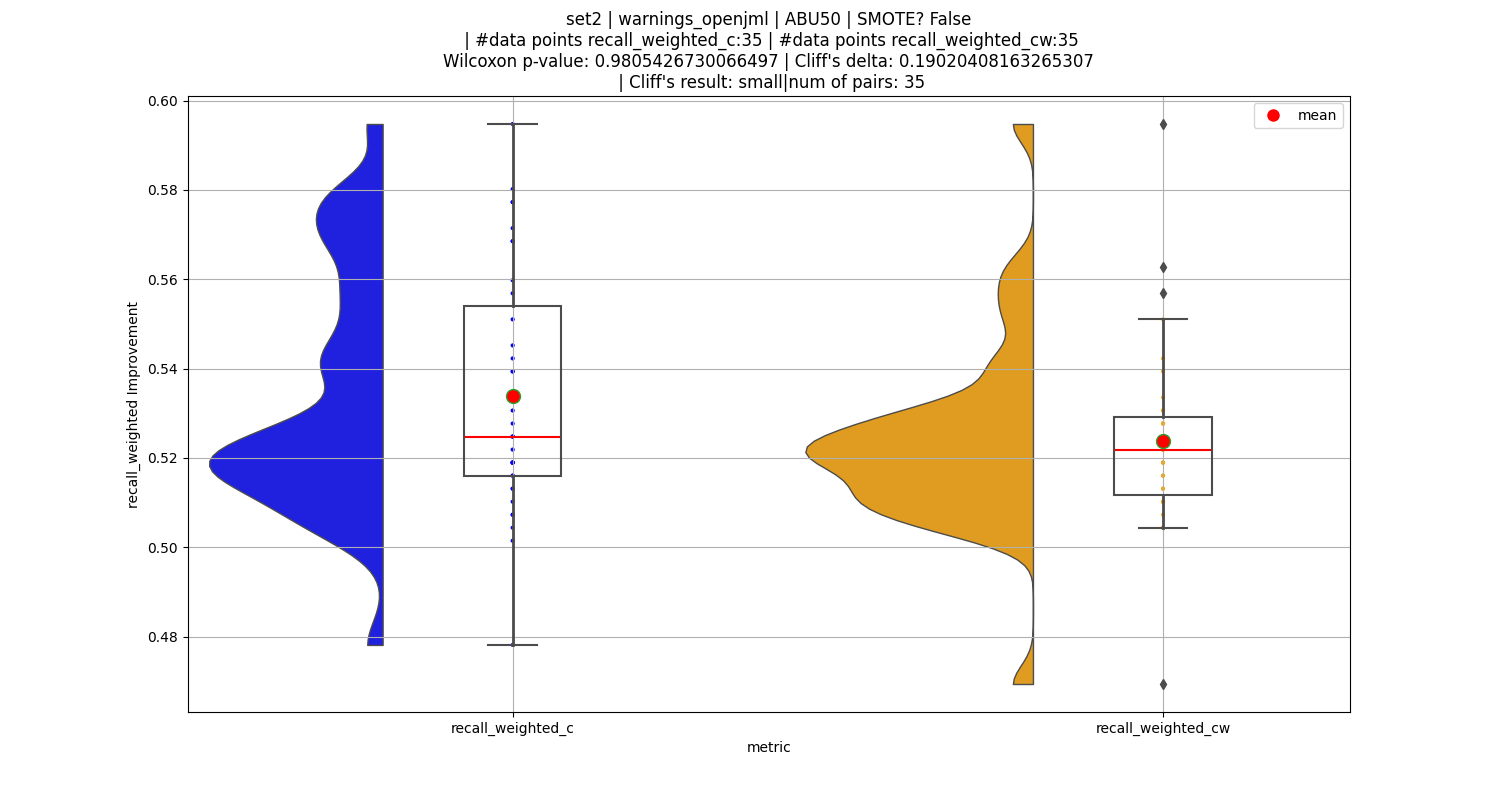 set2 | warnings_openjml | ABU50 | SMOTE? False
| #data points recall_weighted_c:35 | #data points recall_weighted_cw:35
Wilcoxon p-value: 0.9805426730066497 | Cliff's delta: 0.19020408163265307
| Cliff's result: small|num of pairs: 35
mean
0.60
0.58
0.56
0.54
0.52
0.50
0.48
recall_weighted Improvement
recall_weighted_c
recall_weighted_cw
metric